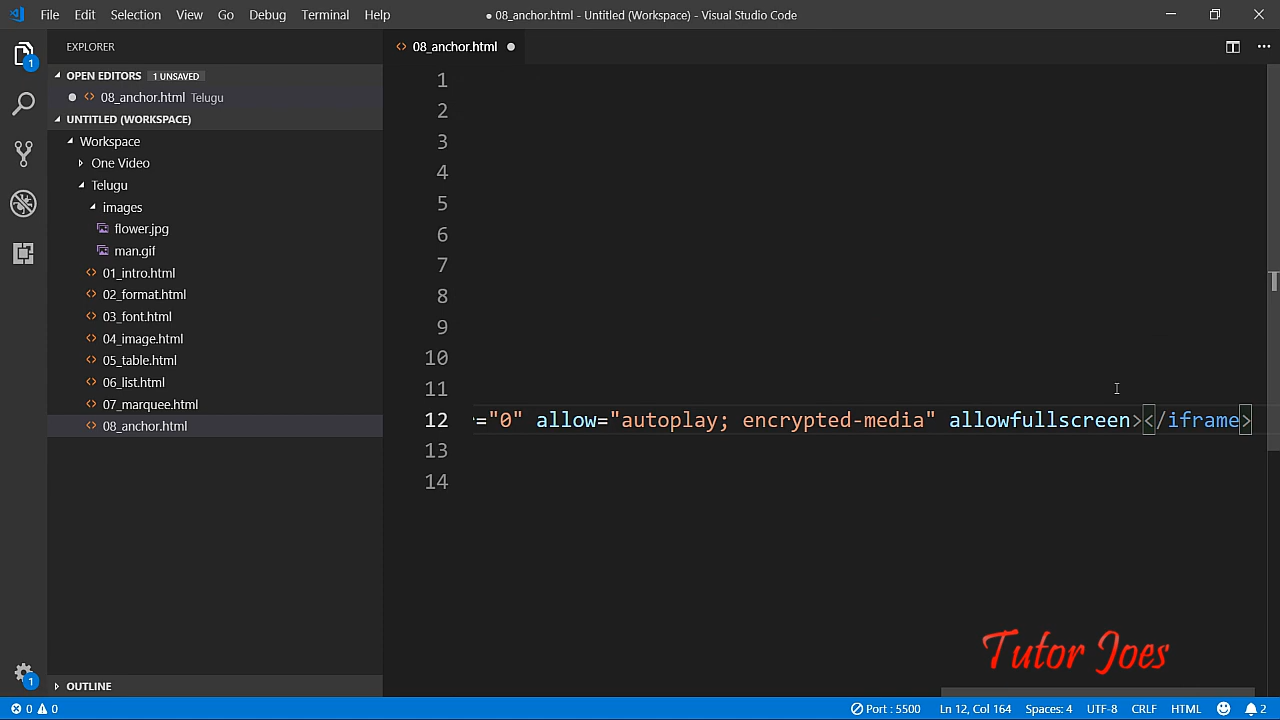 File Edit Selection View Go Debug Terminal Help ● 08_anchor.html - Untitled (Workspace) - Visual Studio Code
EXPLORER
08_anchor.html
OPEN EDITORS 1 UNSAVED
08_anchor.html Telugu
UNTITLED (WORKSPACE)
Workspace
One Video
Telugu
images
flower.jpg
man.gif
01_intro.html
02_format.html
03_font.html
04_image.html
05_table.html
06_list.html
07_marquee.html
08_anchor.html
OUTLINE
1
2
3
4
5
6
7
8
9
10
11
12 ="0" allow="autoplay; encrypted-media" allowfullscreen></iframe>
13
14
Tutor Joes
1
1
0 0
Port : 5500 Ln 12, Col 164 Spaces: 4 UTF-8 CRLF HTML 2